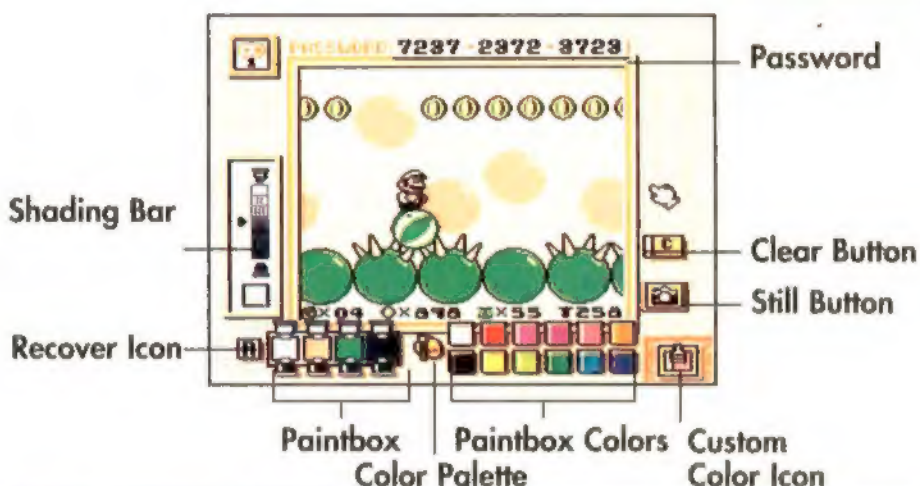 PASSWORD 7237-2372-3723
Password
Shading Bar
Clear Button
C
Still Button
×04 ×898 ×55 T258
Recover Icon
R
Paintbox
Paintbox Colors
Custom
Color Palette
Color Icon